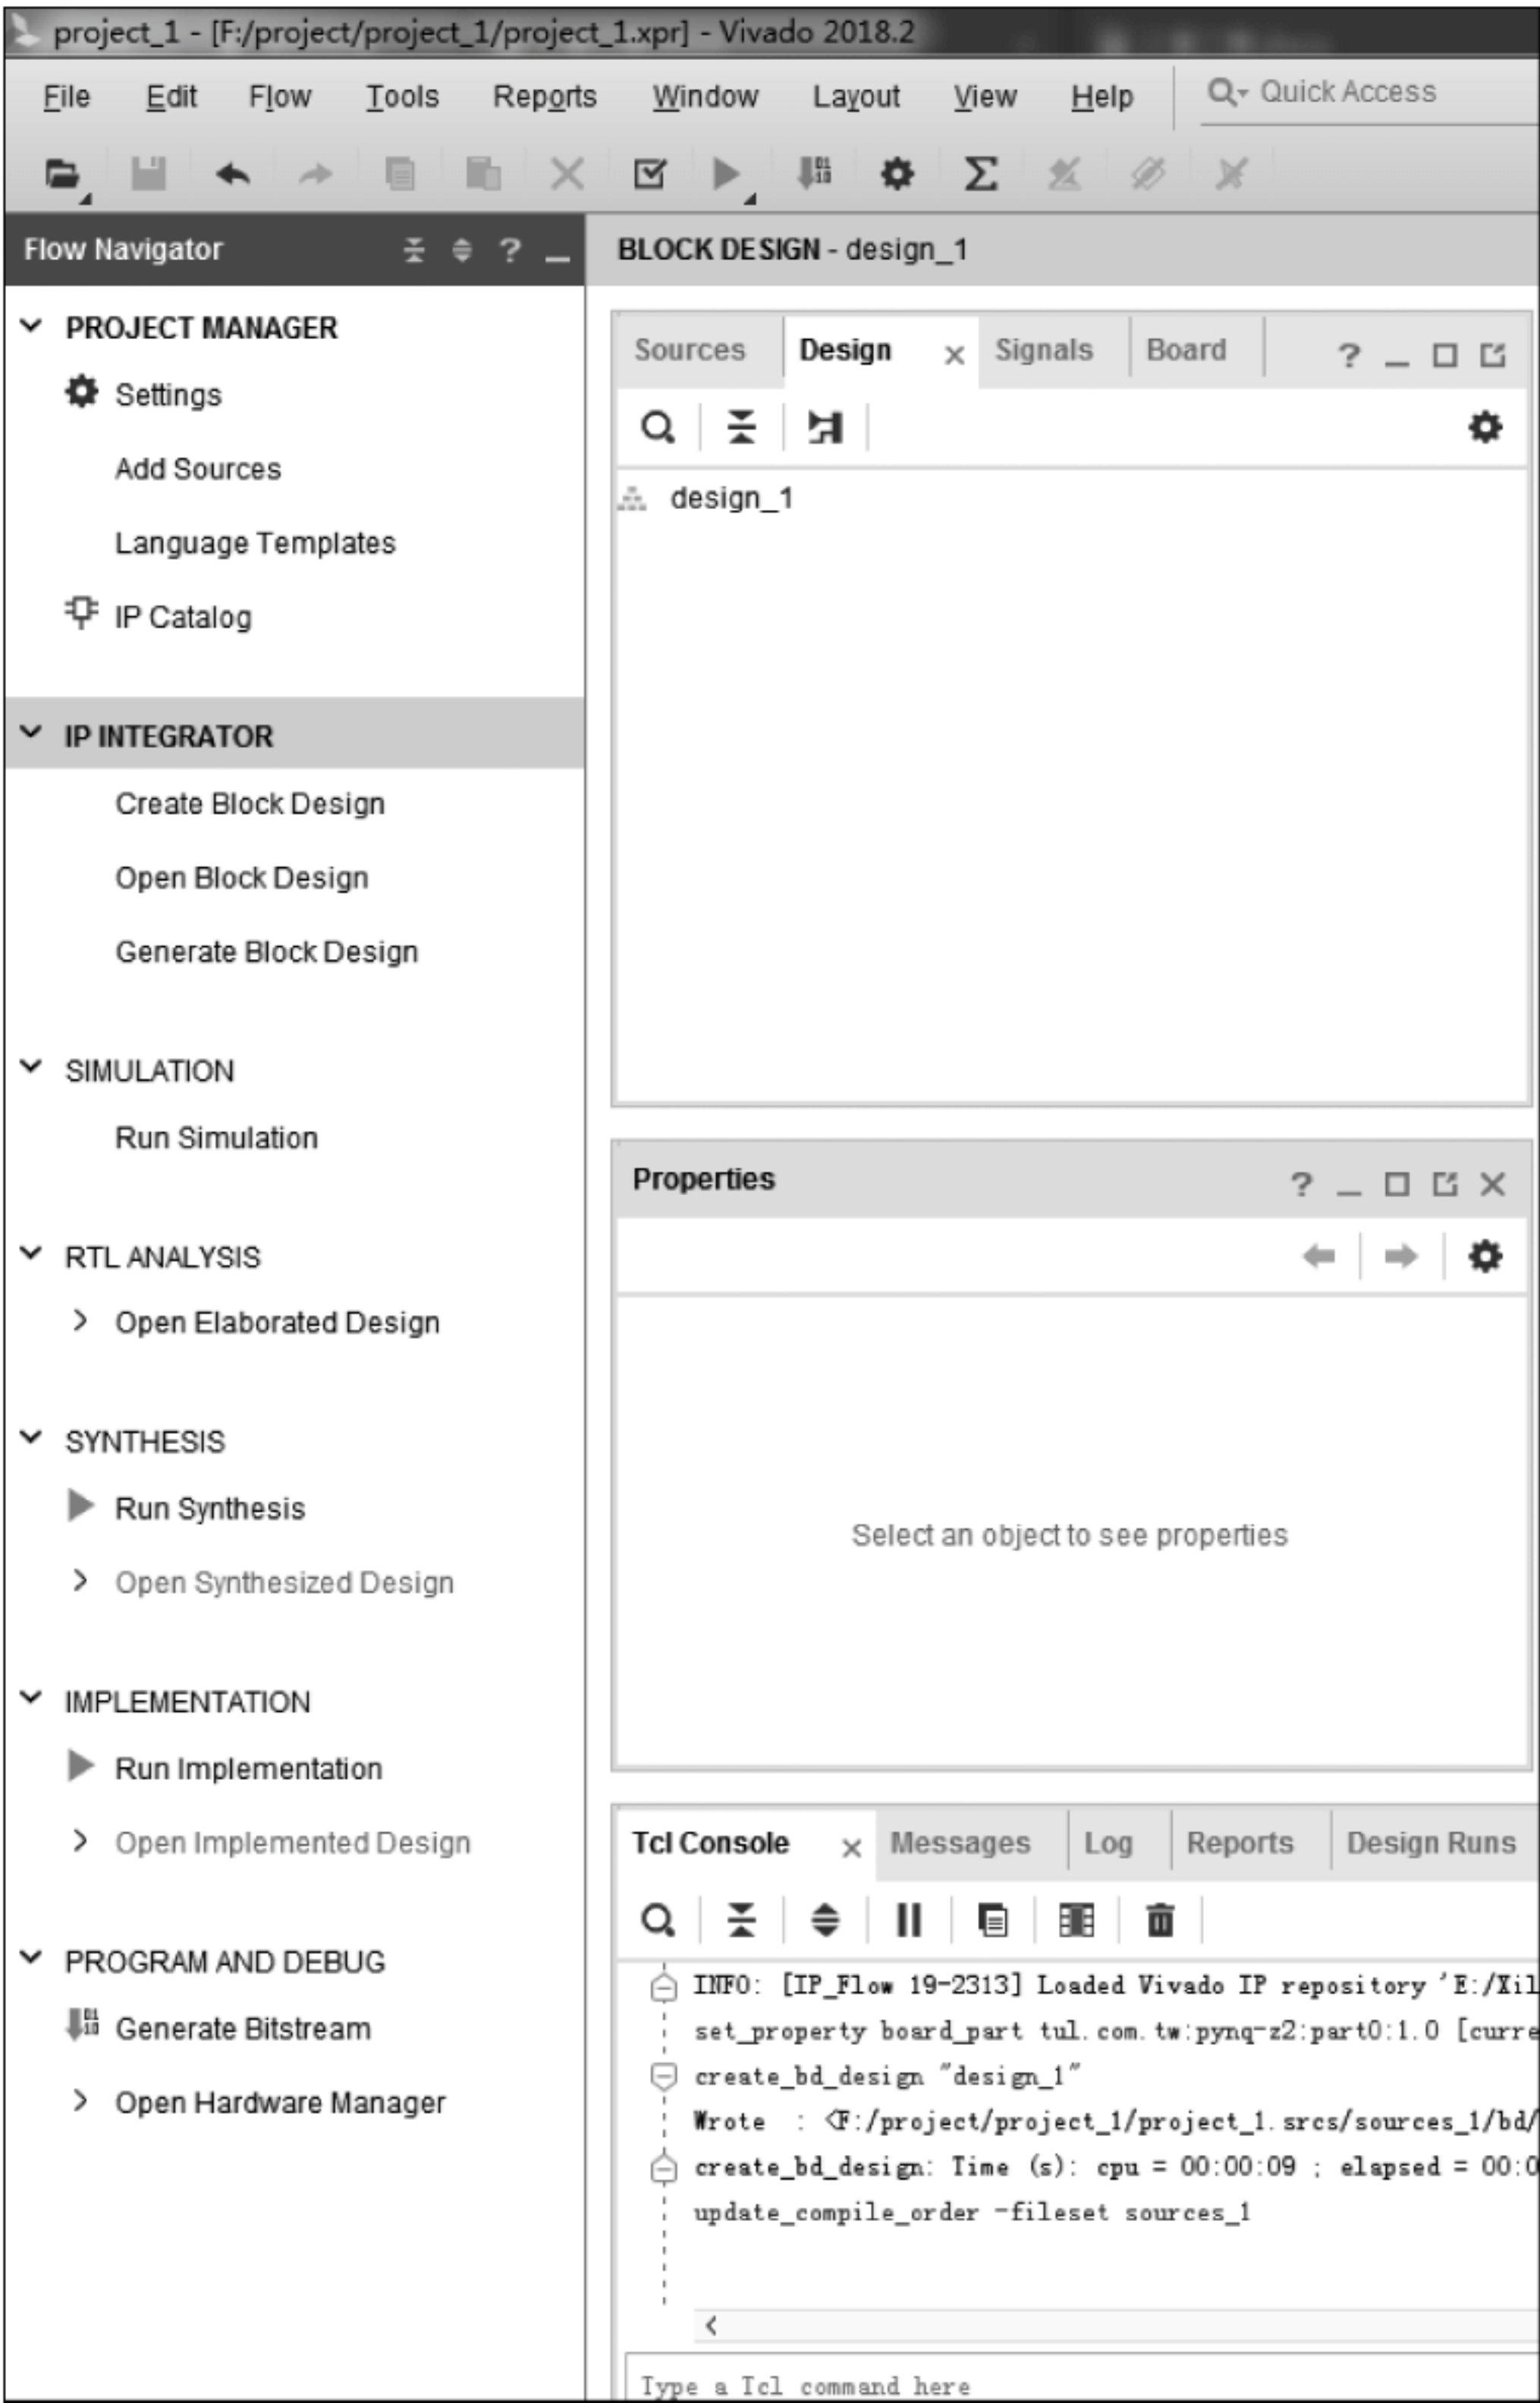 project_1 - [F:/project/project_1/project_1.xpr] - Vivado 2018.2
File Edit Flow Tools Reports Window Layout View Help Quick Access
Flow Navigator
PROJECT MANAGER
Settings
Add Sources
Language Templates
IP Catalog
IP INTEGRATOR
Create Block Design
Open Block Design
Generate Block Design
SIMULATION
Run Simulation
RTL ANALYSIS
Open Elaborated Design
SYNTHESIS
Run Synthesis
Open Synthesized Design
IMPLEMENTATION
Run Implementation
Open Implemented Design
PROGRAM AND DEBUG
Generate Bitstream
Open Hardware Manager
BLOCK DESIGN - design_1
Sources Design Signals Board
design_1
Properties
Select an object to see properties
Tcl Console Messages Log Reports Design Runs
INFO: [IP_Flow 19-2313] Loaded Vivado IP repository 'E:/Xil
set_property board_part tul.com.tw:pynq-z2:part0:1.0 [curre
create_bd_design "design_1"
Wrote : <F:/project/project_1/project_1.srcs/sources_1/bd/
create_bd_design: Time (s): cpu = 00:00:09 ; elapsed = 00:0
update_compile_order -fileset sources_1
Type a Tcl command here